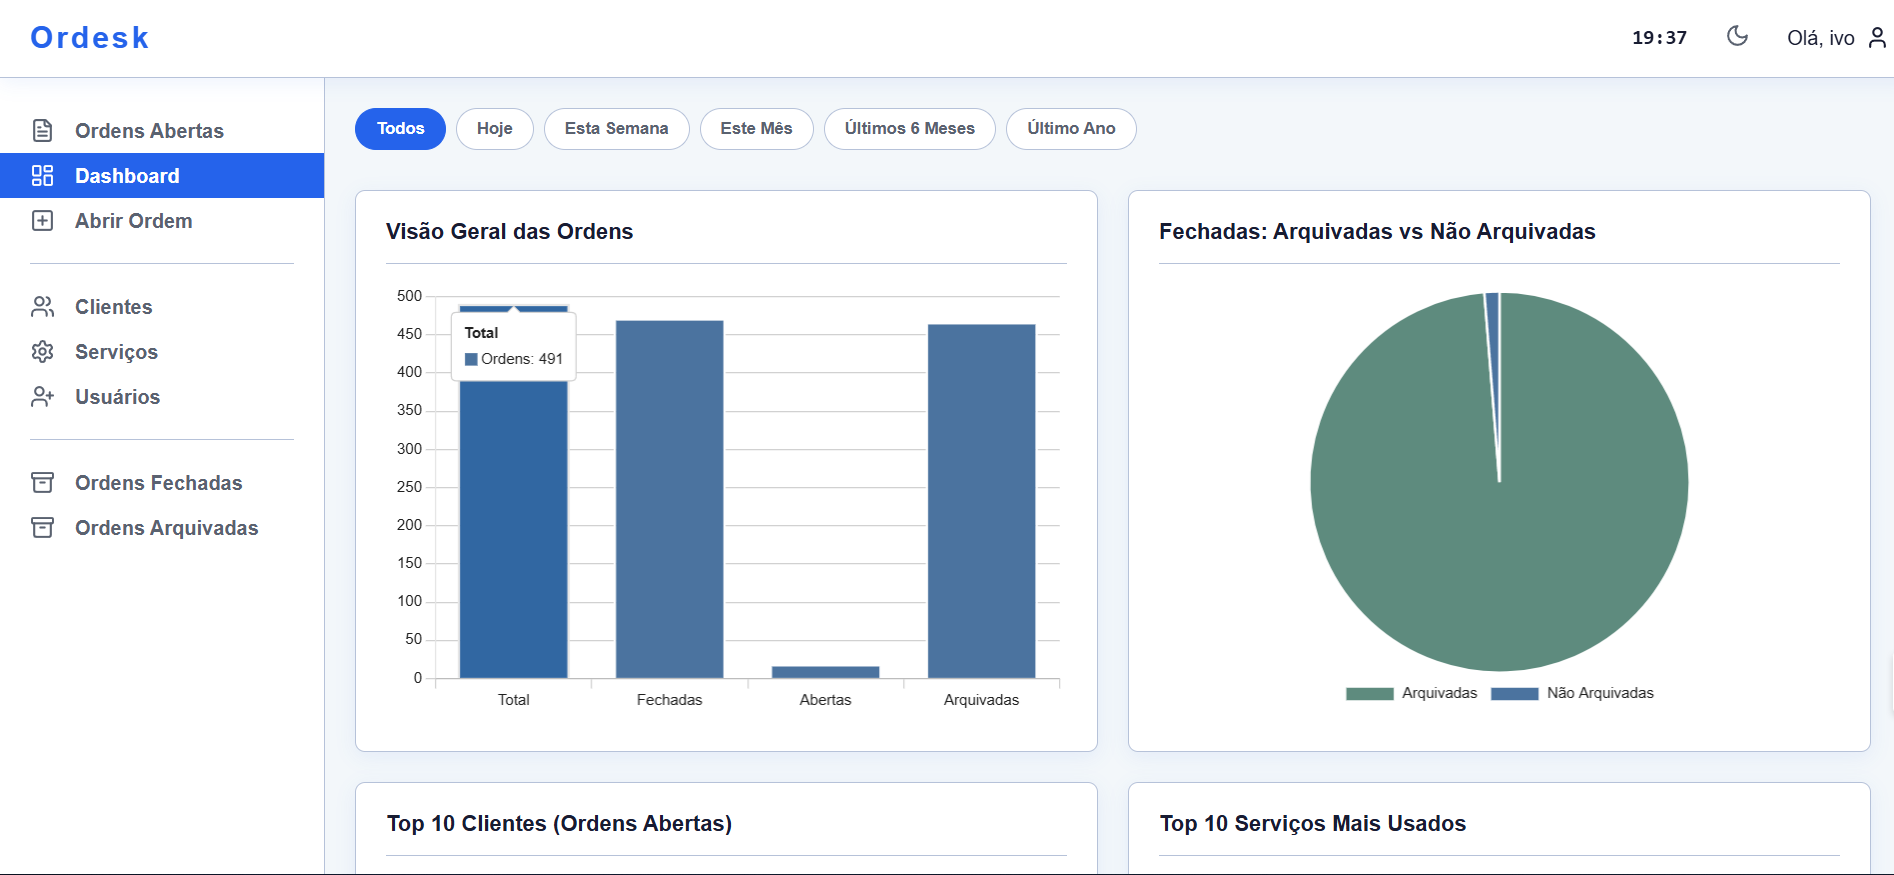 Ordesk
19:37
Olá, ivo
Ordens Abertas
Dashboard
Abrir Ordem
Clientes
Serviços
Usuários
Ordens Fechadas
Ordens Arquivadas
Todos
Hoje
Esta Semana
Este Mês
Últimos 6 Meses
Último Ano
Visão Geral das Ordens
500
450
400
350
300
250
200
150
100
50
0
Total
Ordens: 491
Total
Fechadas
Abertas
Arquivadas
Fechadas: Arquivadas vs Não Arquivadas
Arquivadas
Não Arquivadas
Top 10 Clientes (Ordens Abertas)
Top 10 Serviços Mais Usados